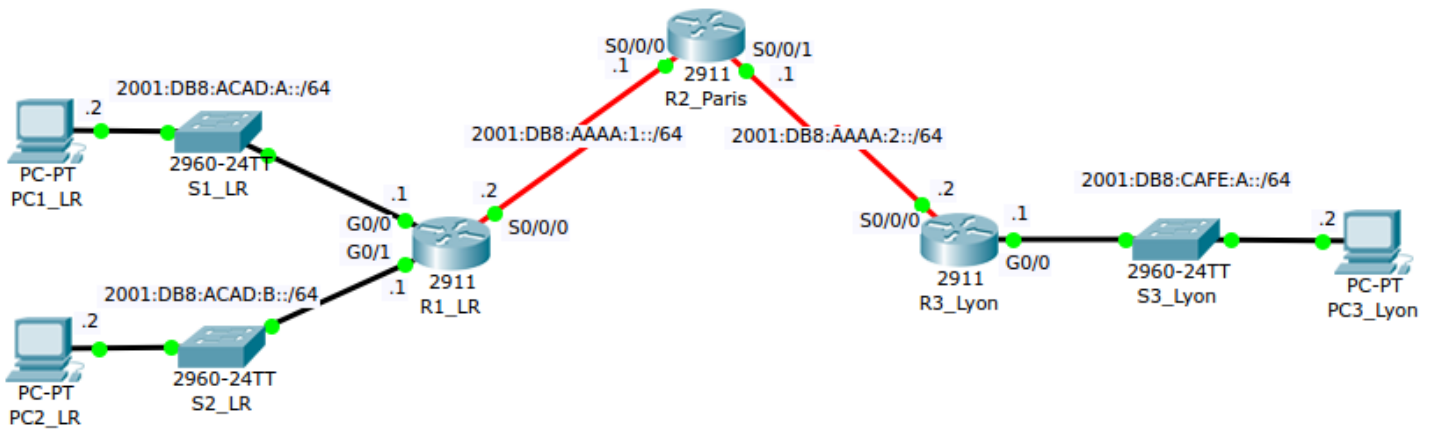 2001:DB8:ACAD:A::/64
.2
PC-PT
PC1_LR
2960-24TT
S1_LR
.1
G0/0
G0/1
.1
2911
R1_LR
.2
S0/0/0
2001:DB8:ACAD:B::/64
.2
PC-PT
PC2_LR
2960-24TT
S2_LR
2001:DB8:AAAA:1::/64
S0/0/0
.1
S0/0/1
.1
2911
R2_Paris
2001:DB8:AAAA:2::/64
.2
S0/0/0
2911
R3_Lyon
.1
G0/0
2001:DB8:CAFE:A::/64
2960-24TT
S3_Lyon
.2
PC-PT
PC3_Lyon